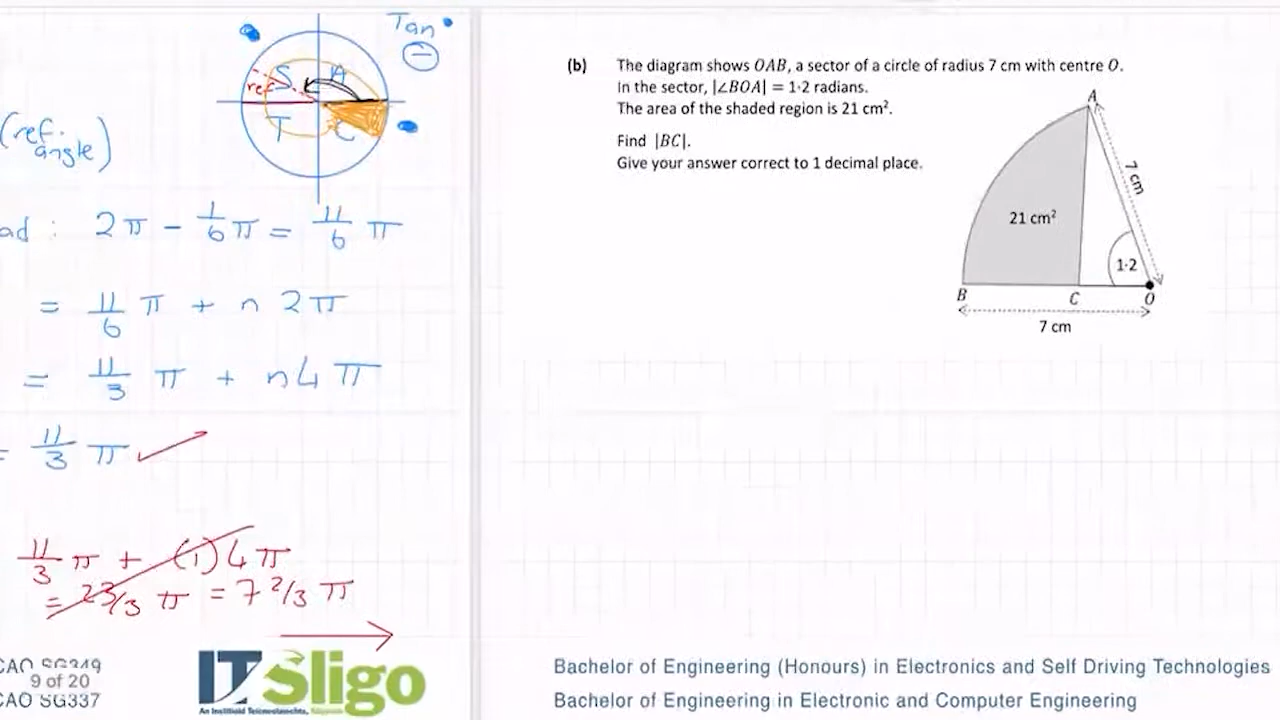 Tan
−
S A
ref
T C
(ref. angle)
ad : 2π − 1/6 π = 11/6 π
= 11/6 π + n 2π
= 11/3 π + n4π
= 11/3 π ✓
11/3 π + (1)4π
= 23/3 π = 7 2/3 π
CAO SG349
9 of 20
CAO SG337
IT Sligo
An Institiúid Teicneolaíochta, Sligeach
(b) The diagram shows OAB, a sector of a circle of radius 7 cm with centre O.
In the sector, |∠BOA| = 1·2 radians.
The area of the shaded region is 21 cm².
Find |BC|.
Give your answer correct to 1 decimal place.
A
7 cm
21 cm²
1·2
B C O
7 cm
Bachelor of Engineering (Honours) in Electronics and Self Driving Technologies
Bachelor of Engineering in Electronic and Computer Engineering